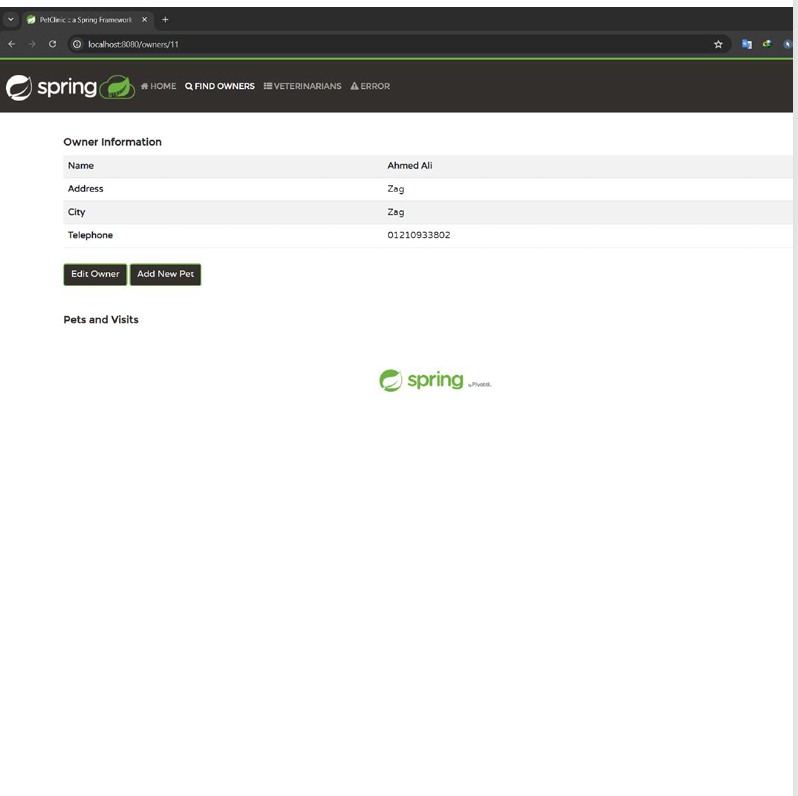 PetClinic :: a Spring Framework
localhost:8080/owners/11
spring HOME FIND OWNERS VETERINARIANS ERROR
Owner Information
Name Ahmed Ali
Address Zag
City Zag
Telephone 01210933802
Edit Owner Add New Pet
Pets and Visits
spring by Pivotal.